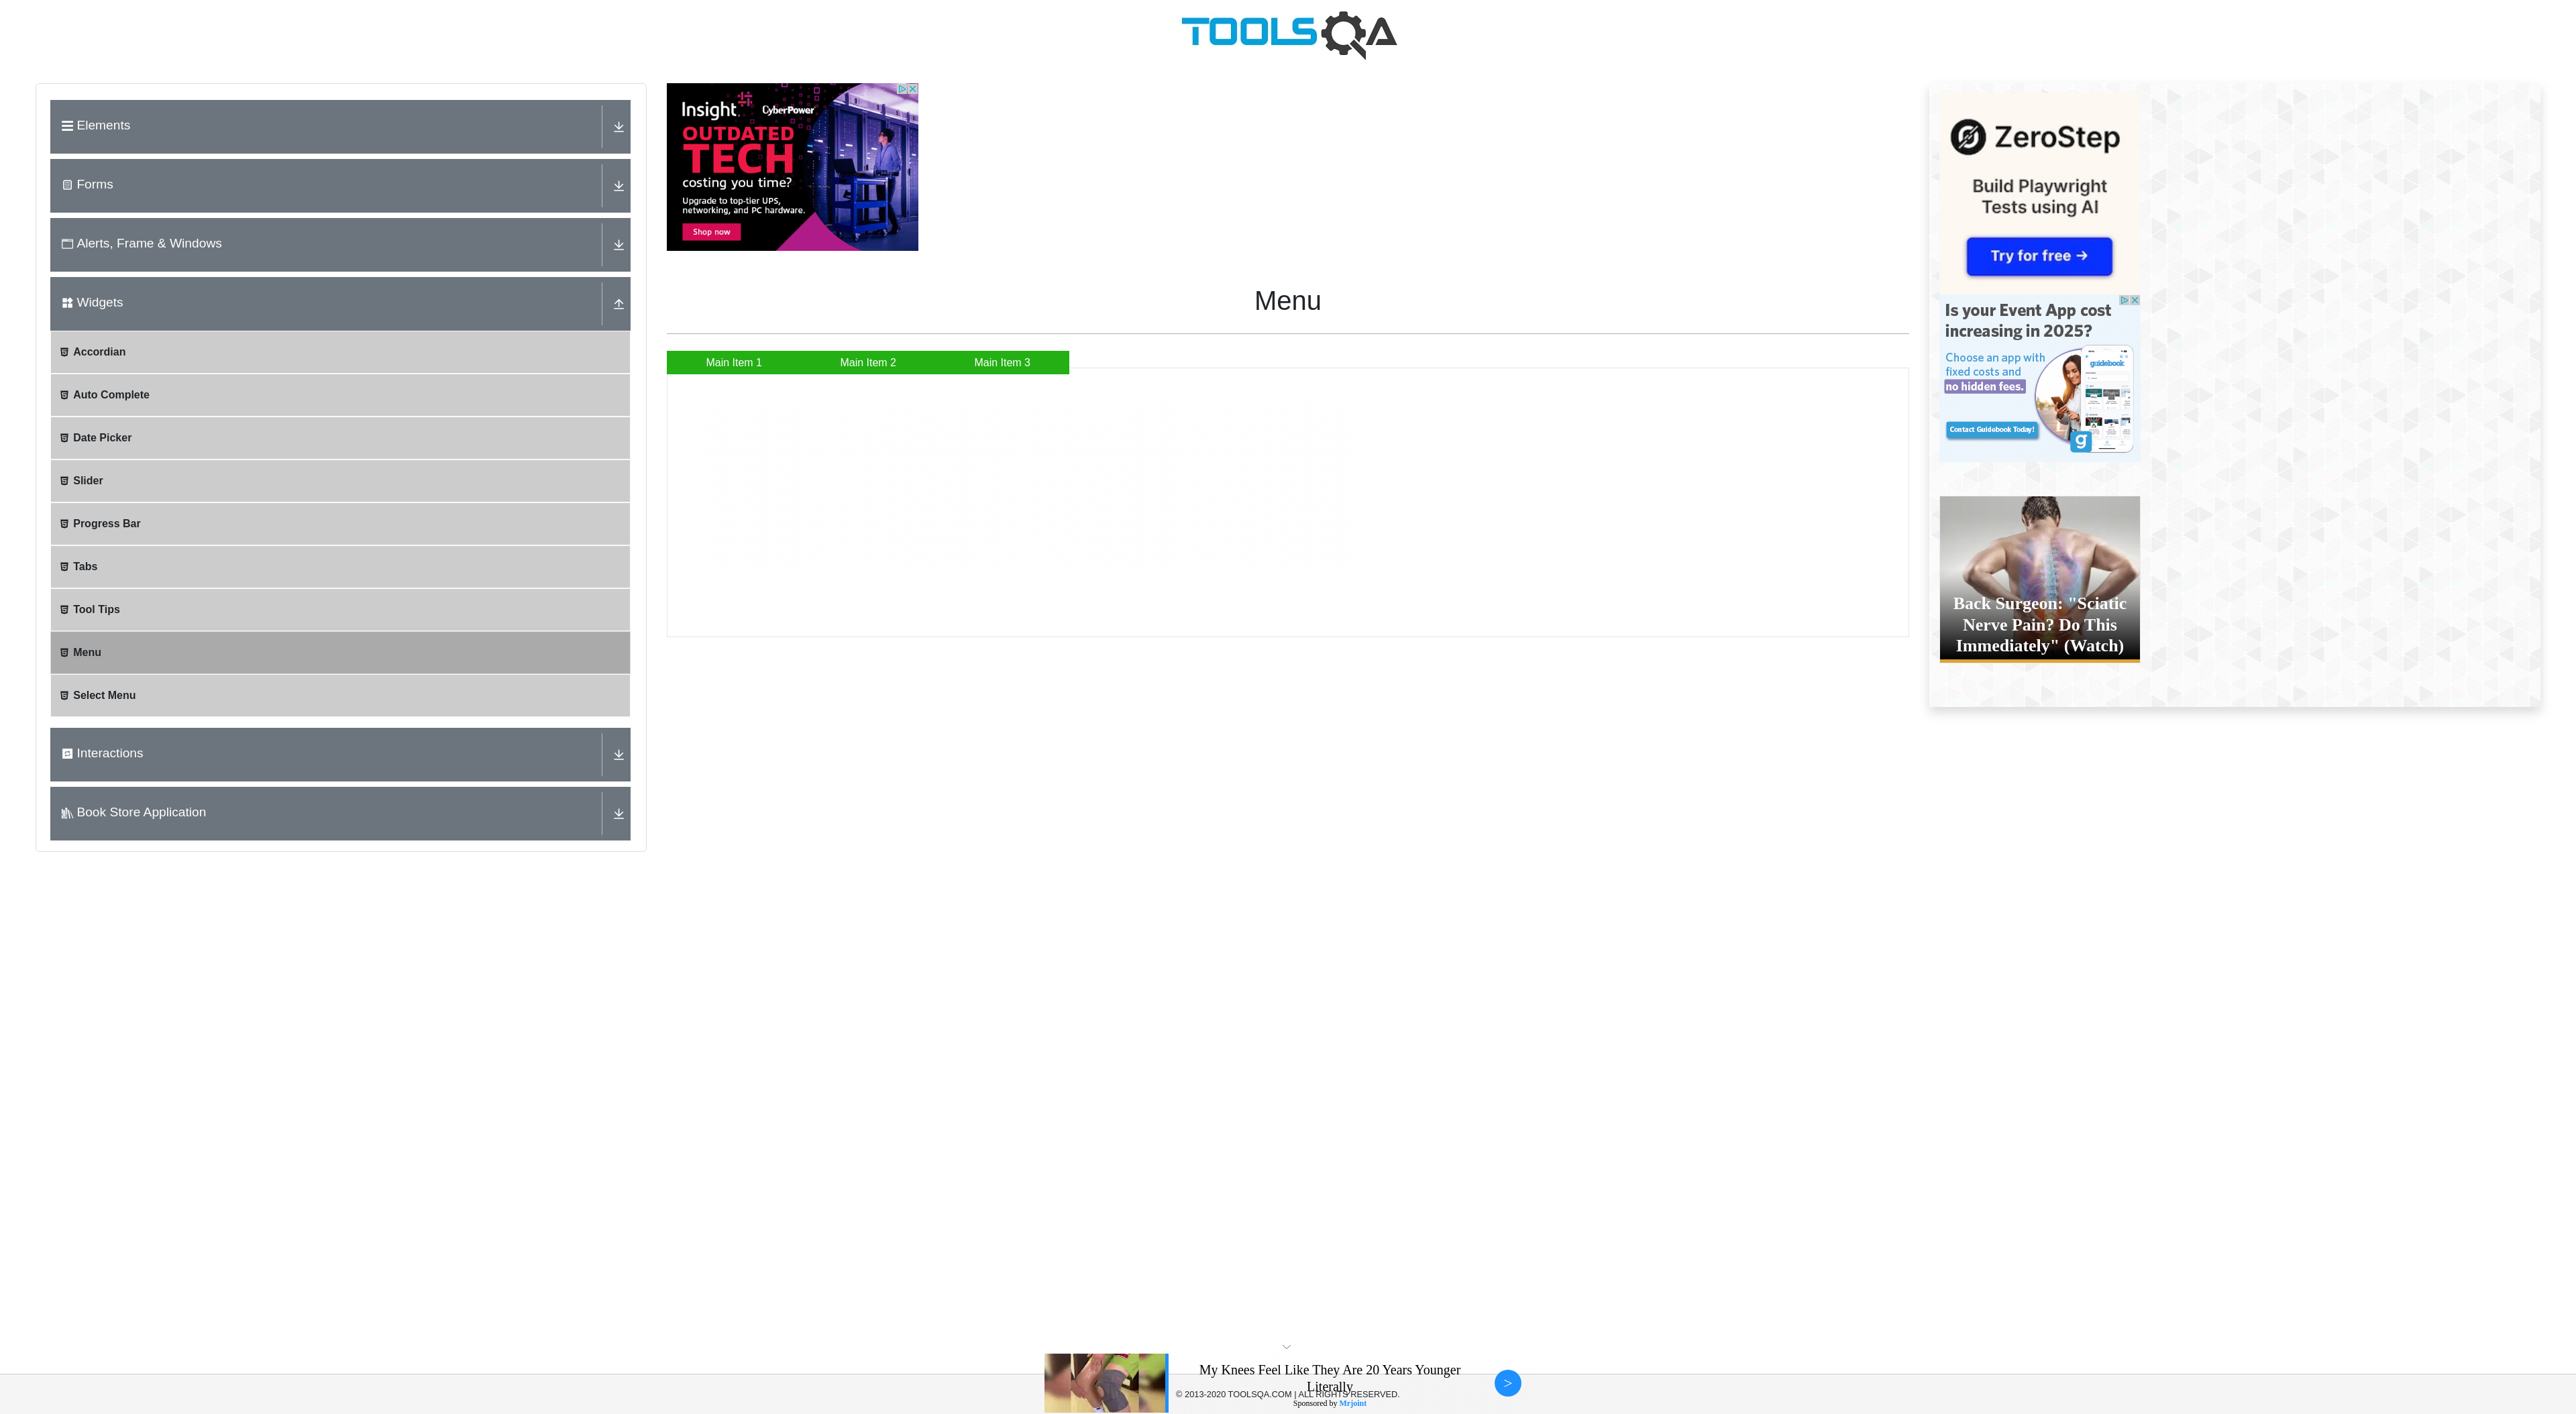 TOOLSQA
Elements
Forms
Alerts, Frame & Windows
Widgets
Accordian
Auto Complete
Date Picker
Slider
Progress Bar
Tabs
Tool Tips
Menu
Select Menu
Interactions
Book Store Application
Insight CyberPower
OUTDATED
TECH
costing you time?
Upgrade to top-tier UPS,
networking, and PC hardware.
Shop now
Menu
Main Item 1 Main Item 2 Main Item 3
ZeroStep
Build Playwright
Tests using AI
Try for free →
Is your Event App cost
increasing in 2025?
Choose an app with
fixed costs and
no hidden fees.
guidebook
Contact Guidebook Today!
g
Back Surgeon: "Sciatic
Nerve Pain? Do This
Immediately" (Watch)
My Knees Feel Like They Are 20 Years Younger
Literally
>
© 2013-2020 TOOLSQA.COM | ALL RIGHTS RESERVED.
Sponsored by Mrjoint